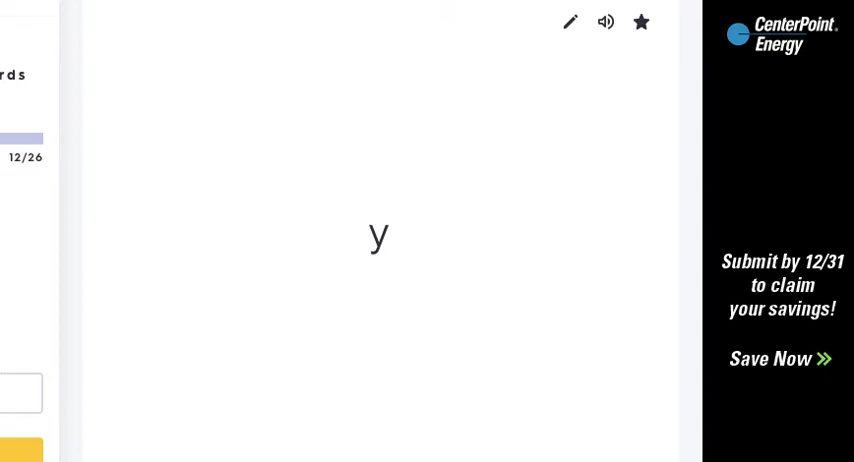 rds
12/26
y
CenterPoint.
Energy
Submit by 12/31
to claim
your savings!
Save Now